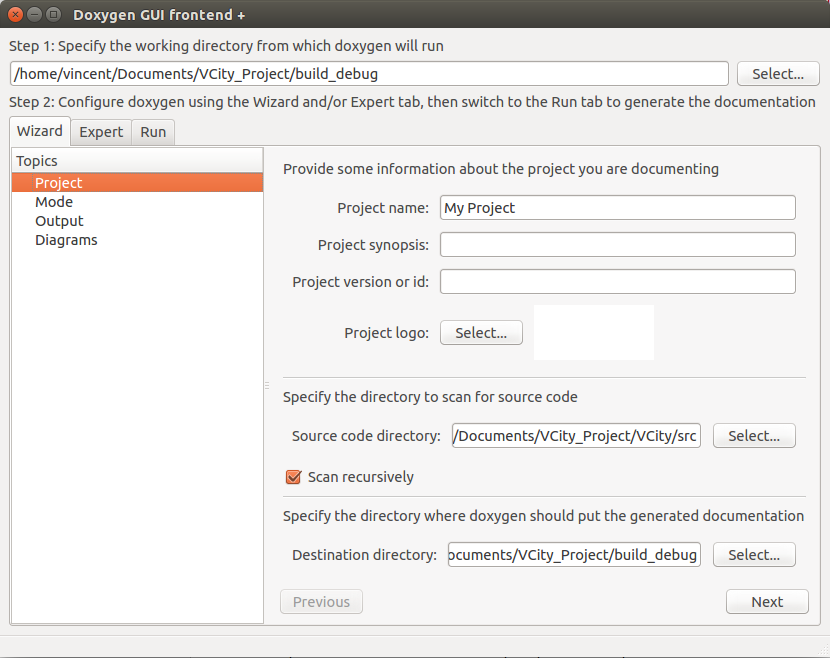 Doxygen GUI frontend +
Step 1: Specify the working directory from which doxygen will run
/home/vincent/Documents/VCity_Project/build_debug Select...
Step 2: Configure doxygen using the Wizard and/or Expert tab, then switch to the Run tab to generate the documentation
Wizard Expert Run
Topics
Project
Mode
Output
Diagrams
Provide some information about the project you are documenting
Project name: My Project
Project synopsis:
Project version or id:
Project logo: Select...
Specify the directory to scan for source code
Source code directory: /Documents/VCity_Project/VCity/src Select...
Scan recursively
Specify the directory where doxygen should put the generated documentation
Destination directory: ocuments/VCity_Project/build_debug Select...
Previous Next